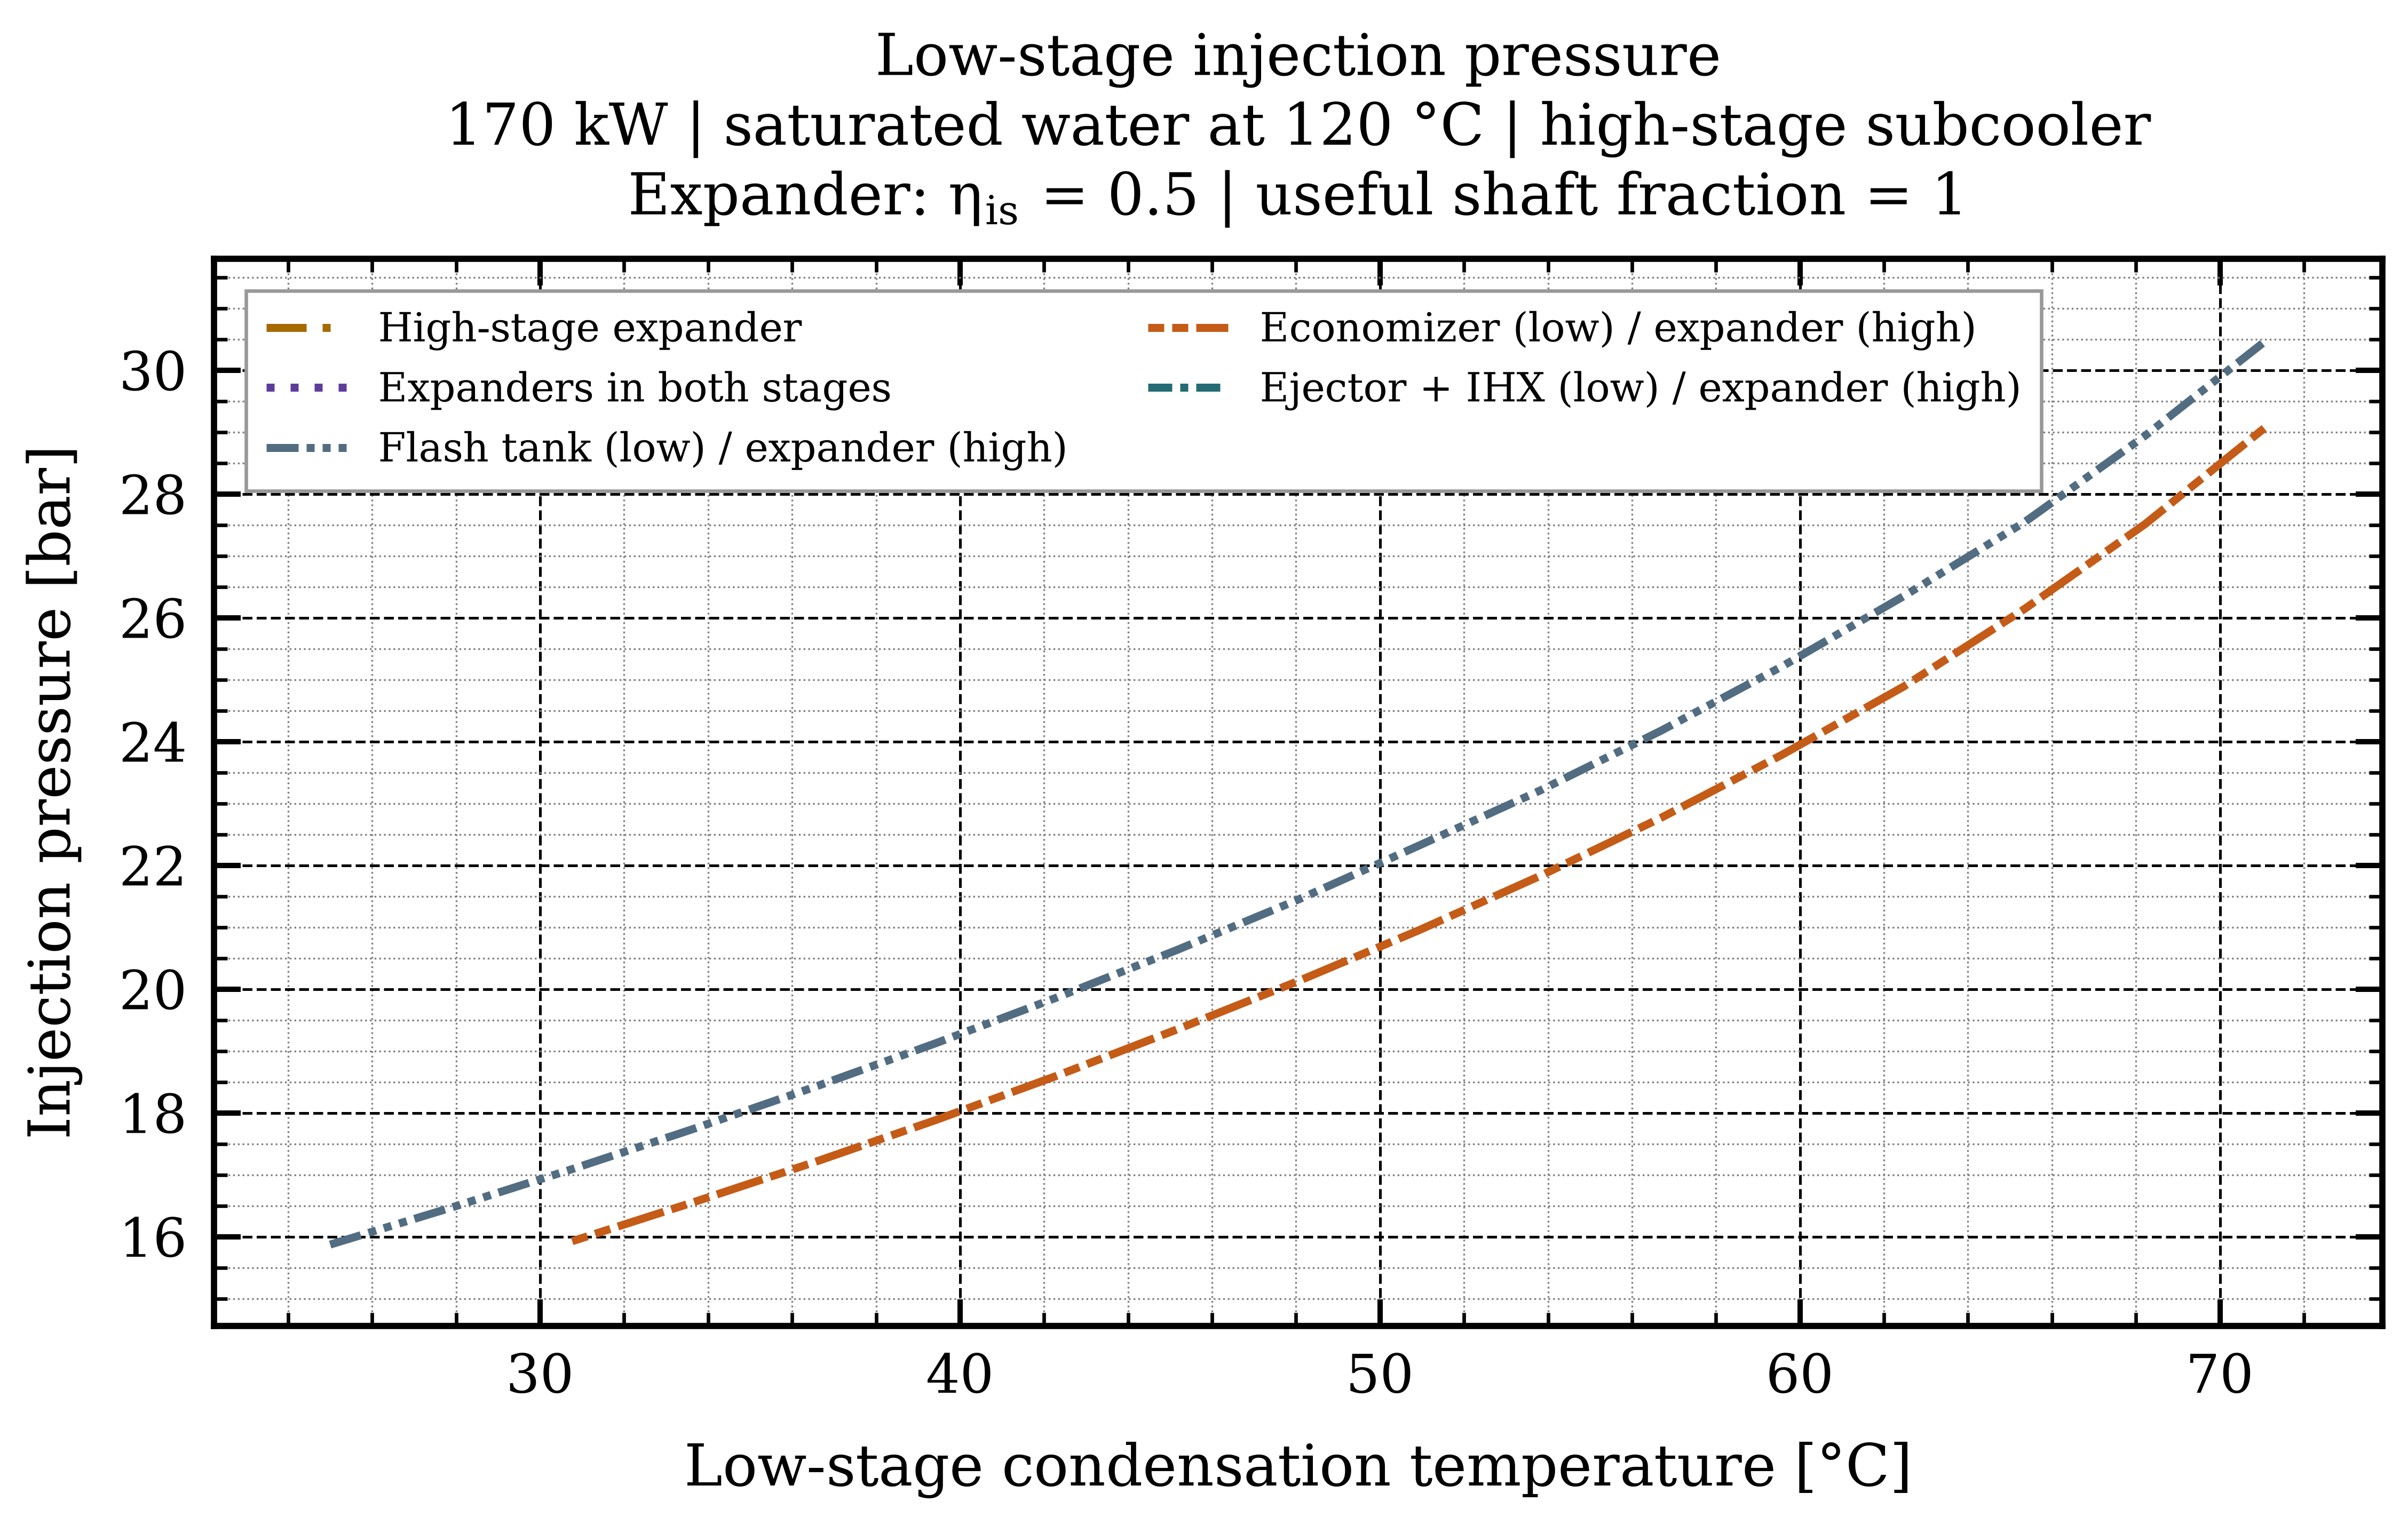 Low-stage injection pressure
170 kW | saturated water at 120 °C | high-stage subcooler
Expander: ηis = 0.5 | useful shaft fraction = 1
High-stage expander
Expanders in both stages
Flash tank (low) / expander (high)
Economizer (low) / expander (high)
Ejector + IHX (low) / expander (high)
Injection pressure [bar]
30
28
26
24
22
20
18
16
30 40 50 60 70
Low-stage condensation temperature [°C]